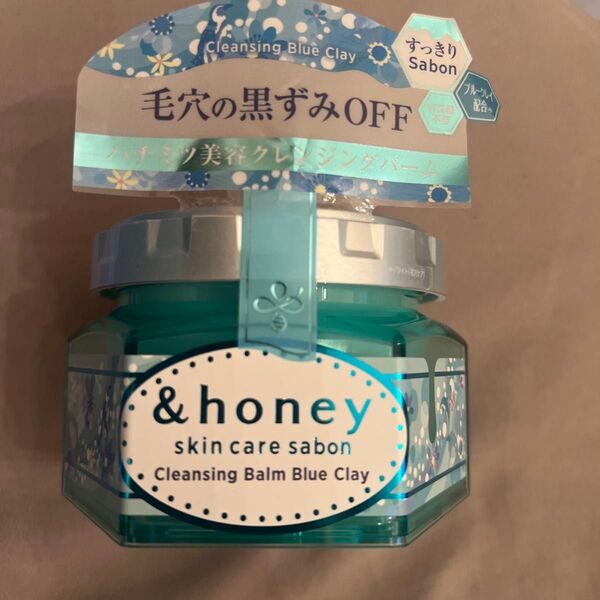 Cleansing Blue Clay
すっきり
Sabon
ブルークレイ
配合
毛穴の黒ずみOFF
ハチミツ美容クレンジングバーム
&honey
skin care sabon
Cleansing Balm Blue Clay